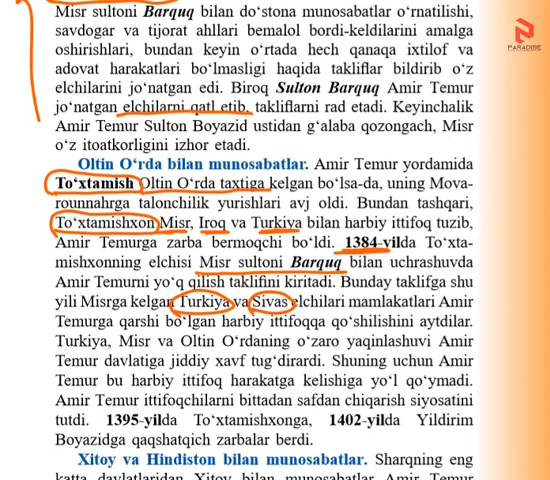 Misr sultoni Barquq bilan do‘stona munosabatlar o‘rnatilishi,
savdogar va tijorat ahllari bemalol bordi-keldilarini amalga
oshirishlari, bundan keyin o‘rtada hech qanaqa ixtilof va
adovat harakatlari bo‘lmasligi haqida takliflar bildirib o‘z
elchilarini jo‘natgan edi. Biroq Sulton Barquq Amir Temur
jo‘natgan elchilarni qatl etib, takliflarni rad etadi. Keyinchalik
Amir Temur Sulton Boyazid ustidan g‘alaba qozongach, Misr
o‘z itoatkorligini izhor etadi.
Oltin O‘rda bilan munosabatlar. Amir Temur yordamida
To‘xtamish Oltin O‘rda taxtiga kelgan bo‘lsa-da, uning Mova-
rounnahrga talonchilik yurishlari avj oldi. Bundan tashqari,
To‘xtamishxon Misr, Iroq va Turkiya bilan harbiy ittifoq tuzib,
Amir Temurga zarba bermoqchi bo‘ldi. 1384-yilda To‘xta-
mishxonning elchisi Misr sultoni Barquq bilan uchrashuvda
Amir Temurni yo‘q qilish taklifini kiritadi. Bunday taklifga shu
yili Misrga kelgan Turkiya va Sivas elchilari mamlakatlari Amir
Temurga qarshi bo‘lgan harbiy ittifoqqa qo‘shilishini aytdilar.
Turkiya, Misr va Oltin O‘rdaning o‘zaro yaqinlashuvi Amir
Temur davlatiga jiddiy xavf tug‘dirardi. Shuning uchun Amir
Temur bu harbiy ittifoq harakatga kelishiga yo‘l qo‘ymadi.
Amir Temur ittifoqchilarni bittadan safdan chiqarish siyosatini
tutdi. 1395-yilda To‘xtamishxonga, 1402-yilda Yildirim
Boyazidga qaqshatqich zarbalar berdi.
Xitoy va Hindiston bilan munosabatlar. Sharqning eng
katta davlatlaridan Xitoy bilan munosabatlar Amir Temur
PARADISE